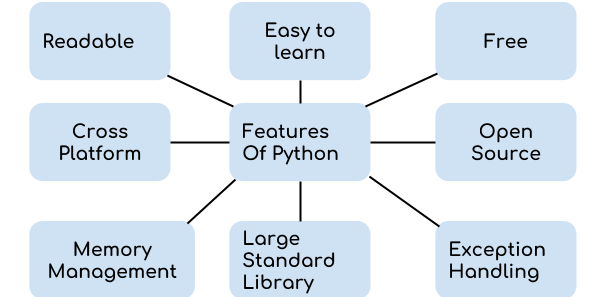 Readable
Easy to
learn
Free
Cross
Platform
Features
Of Python
Open
Source
Memory
Management
Large
Standard
Library
Exception
Handling